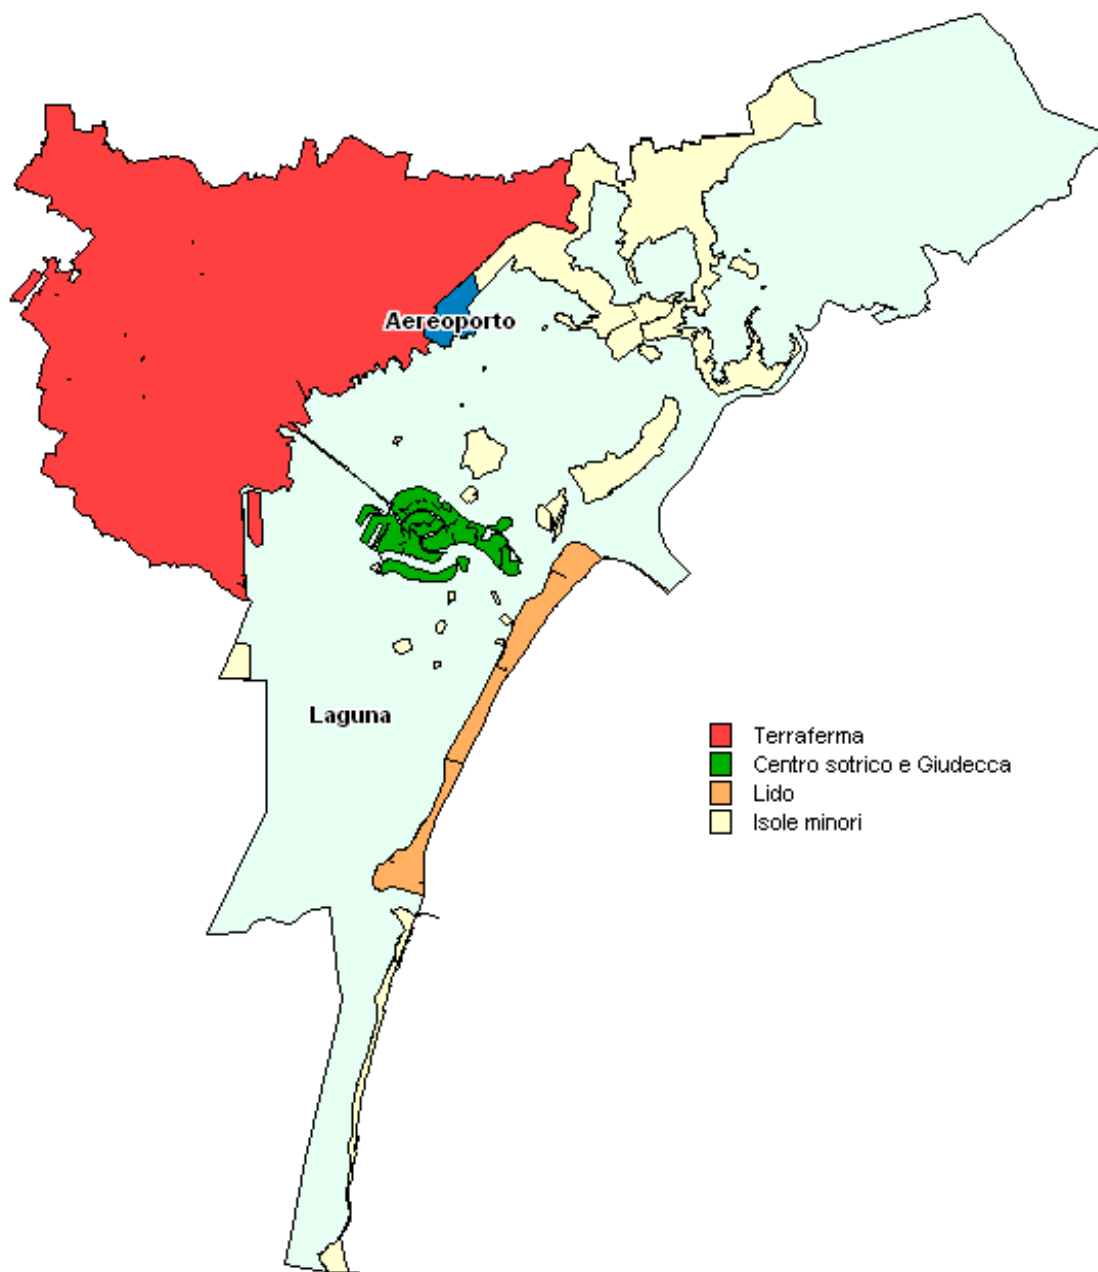 Aereoporto
Laguna
Terraferma
Centro sotrico e Giudecca
Lido
Isole minori